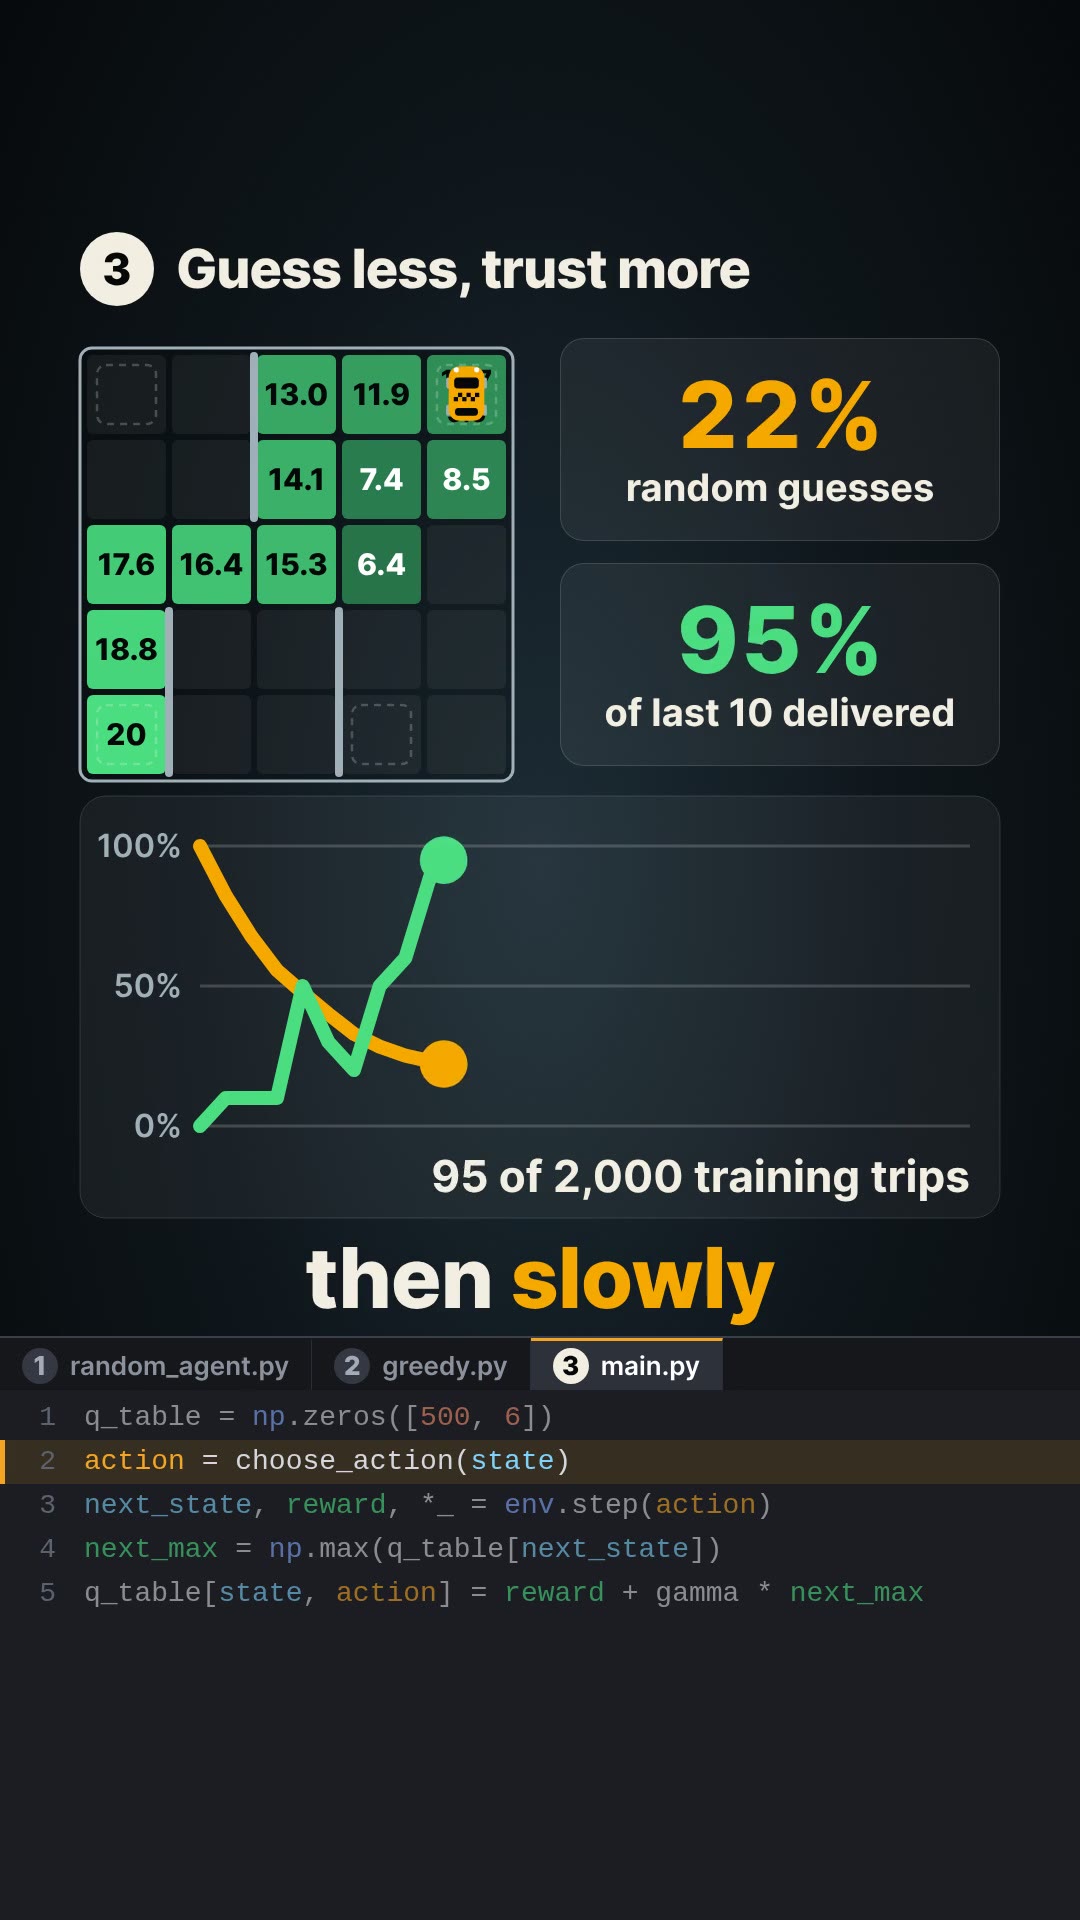 3 Guess less, trust more
13.0 11.9
14.1 7.4 8.5
17.6 16.4 15.3 6.4
18.8
20
22%
random guesses
95%
of last 10 delivered
100%
50%
0%
95 of 2,000 training trips
then slowly
1 random_agent.py 2 greedy.py 3 main.py
1 q_table = np.zeros([500, 6])
2 action = choose_action(state)
3 next_state, reward, *_ = env.step(action)
4 next_max = np.max(q_table[next_state])
5 q_table[state, action] = reward + gamma * next_max